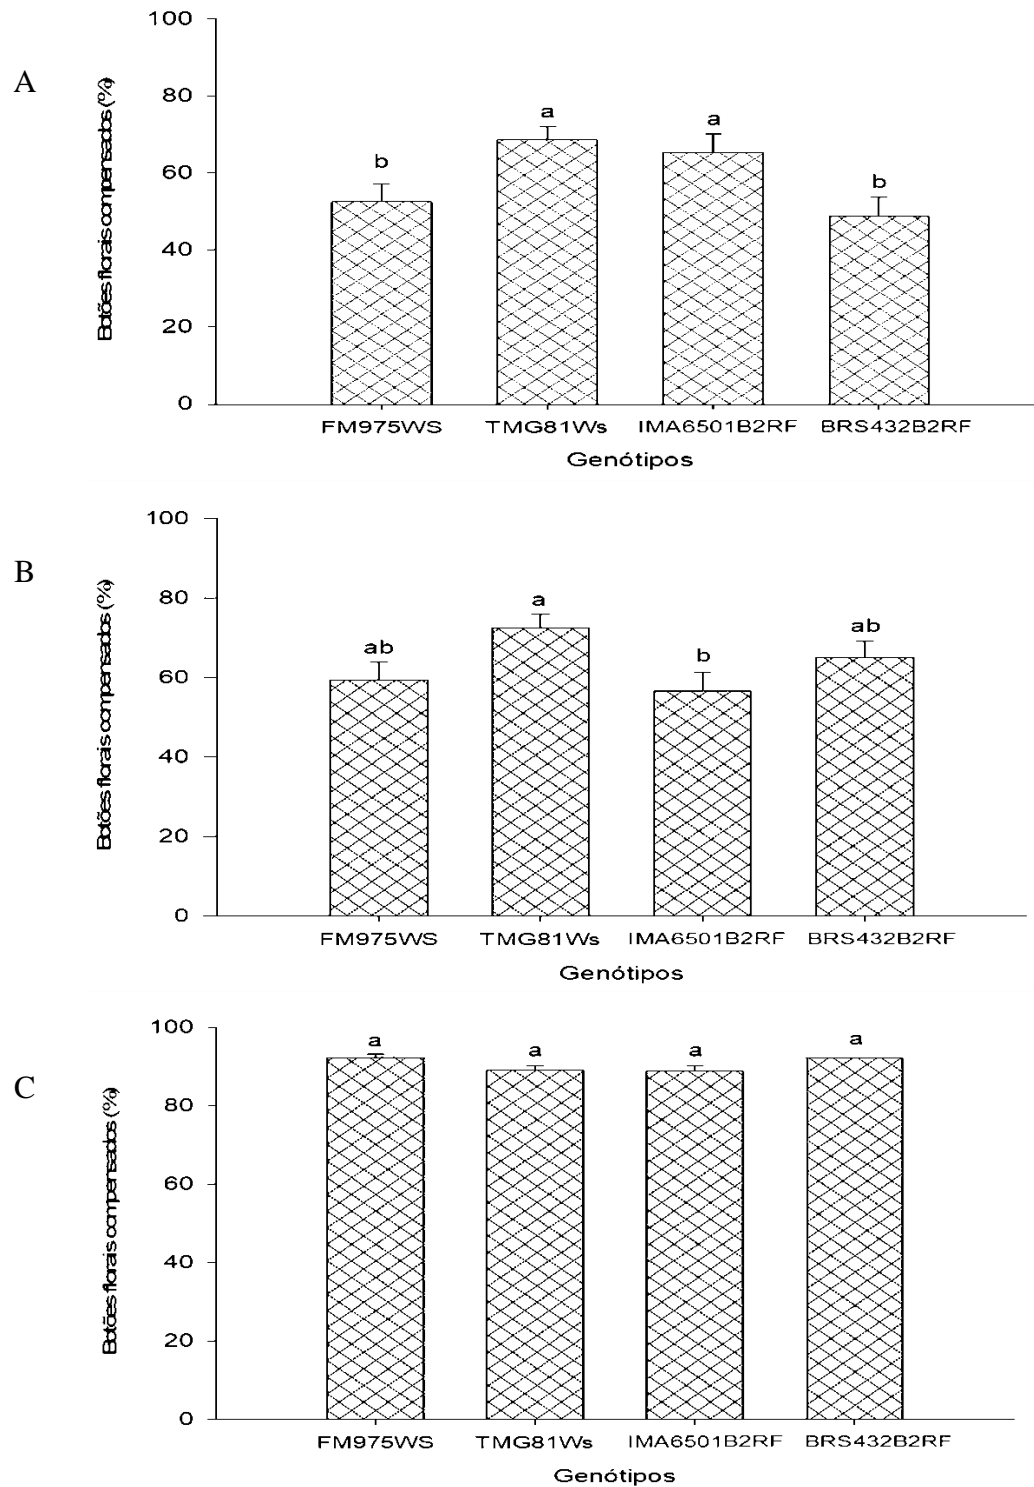 A
Botões florais compensados (%)
100
80
60
40
20
0
b
a
a
b
FM975WS TMG81Ws IMA6501B2RF BRS432B2RF
Genótipos
B
Botões florais compensados (%)
100
80
60
40
20
0
ab
a
b
ab
FM975WS TMG81Ws IMA6501B2RF BRS432B2RF
Genótipos
C
Botões florais compensados (%)
100
80
60
40
20
0
a
a
a
a
FM975WS TMG81Ws IMA6501B2RF BRS432B2RF
Genótipos